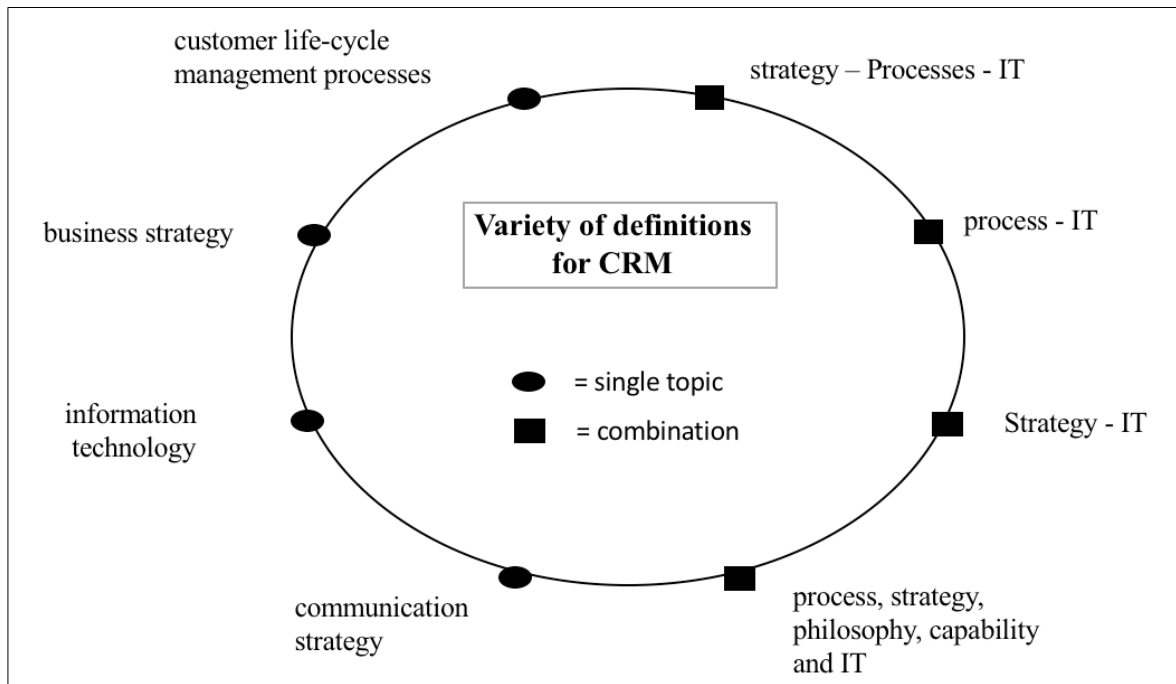 customer life-cycle
management processes
strategy – Processes - IT
business strategy
Variety of definitions
for CRM
process - IT
= single topic
= combination
information
technology
Strategy - IT
communication
strategy
process, strategy,
philosophy, capability
and IT